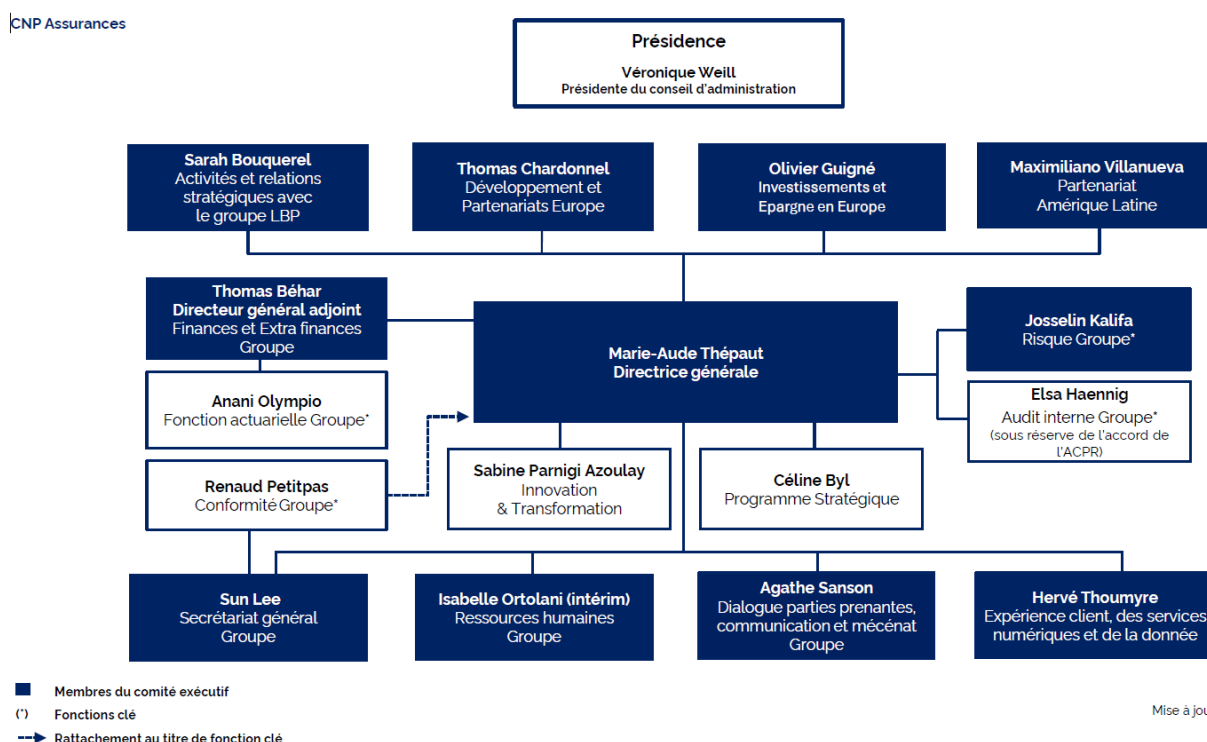 CNP Assurances
Présidence
Véronique Weill
Présidente du conseil d'administration
Sarah Bouquerel
Activités et relations
stratégiques avec
le groupe LBP
Thomas Chardonnel
Développement et
Partenariats Europe
Olivier Guigné
Investissements et
Epargne en Europe
Maximiliano Villanueva
Partenariat
Amérique Latine
Thomas Béhar
Directeur général adjoint
Finances et Extra finances
Groupe
Marie-Aude Thépaut
Directrice générale
Josselin Kalifa
Risque Groupe*
Anani Olympio
Fonction actuarielle Groupe*
Elsa Haennig
Audit interne Groupe*
(sous réserve de l'accord de
l'ACPR)
Renaud Petitpas
Conformité Groupe*
Sabine Parnigi Azoulay
Innovation
& Transformation
Céline Byl
Programme Stratégique
Sun Lee
Secrétariat général
Groupe
Isabelle Ortolani (intérim)
Ressources humaines
Groupe
Agathe Sanson
Dialogue parties prenantes,
communication et mécénat
Groupe
Hervé Thoumyre
Expérience client, des services
numériques et de la donnée
Membres du comité exécutif
(*) Fonctions clé
Rattachement au titre de fonction clé
Mise à jou